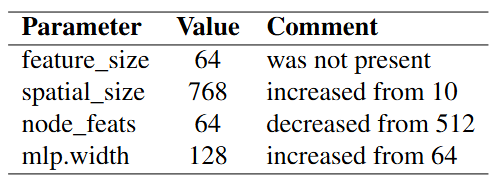 Parameter Value Comment
feature_size 64 was not present
spatial_size 768 increased from 10
node_feats 64 decreased from 512
mlp.width 128 increased from 64